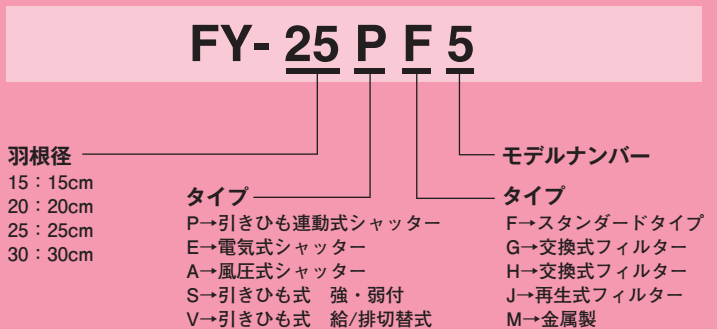 FY- 25 P F 5
羽根径
15：15cm
20：20cm
25：25cm
30：30cm
タイプ
P→引きひも連動式シャッター
E→電気式シャッター
A→風圧式シャッター
S→引きひも式　強・弱付
V→引きひも式　給/排切替式
モデルナンバー
タイプ
F→スタンダードタイプ
G→交換式フィルター
H→交換式フィルター
J→再生式フィルター
M→金属製